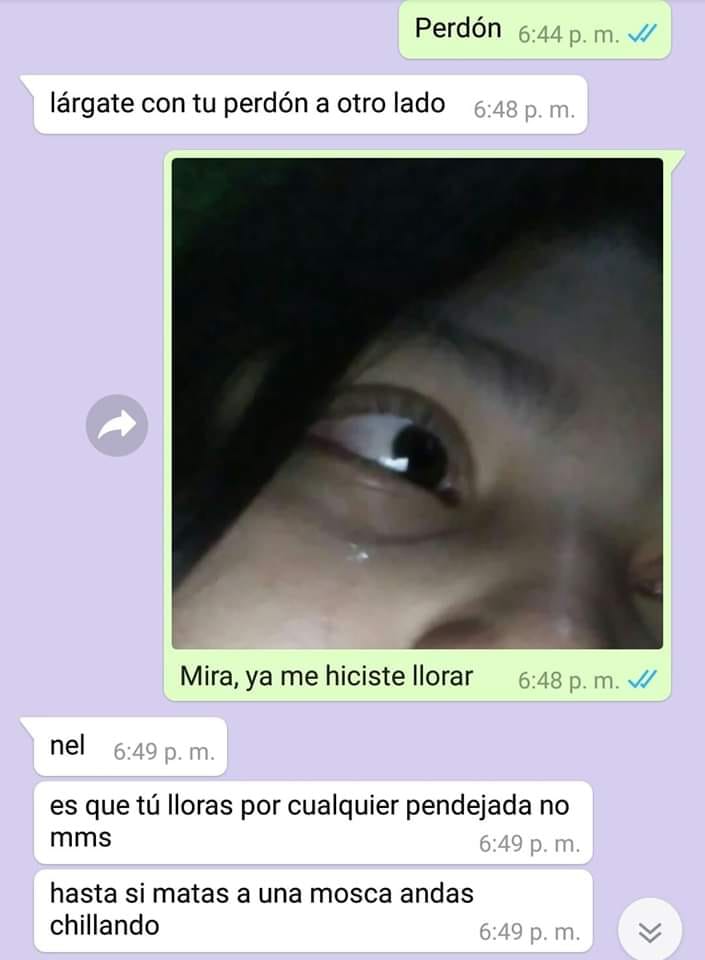 Perdón 6:44 p. m.
lárgate con tu perdón a otro lado 6:48 p. m.
Mira, ya me hiciste llorar 6:48 p. m.
nel 6:49 p. m.
es que tú lloras por cualquier pendejada no
mms 6:49 p. m.
hasta si matas a una mosca andas
chillando 6:49 p. m.